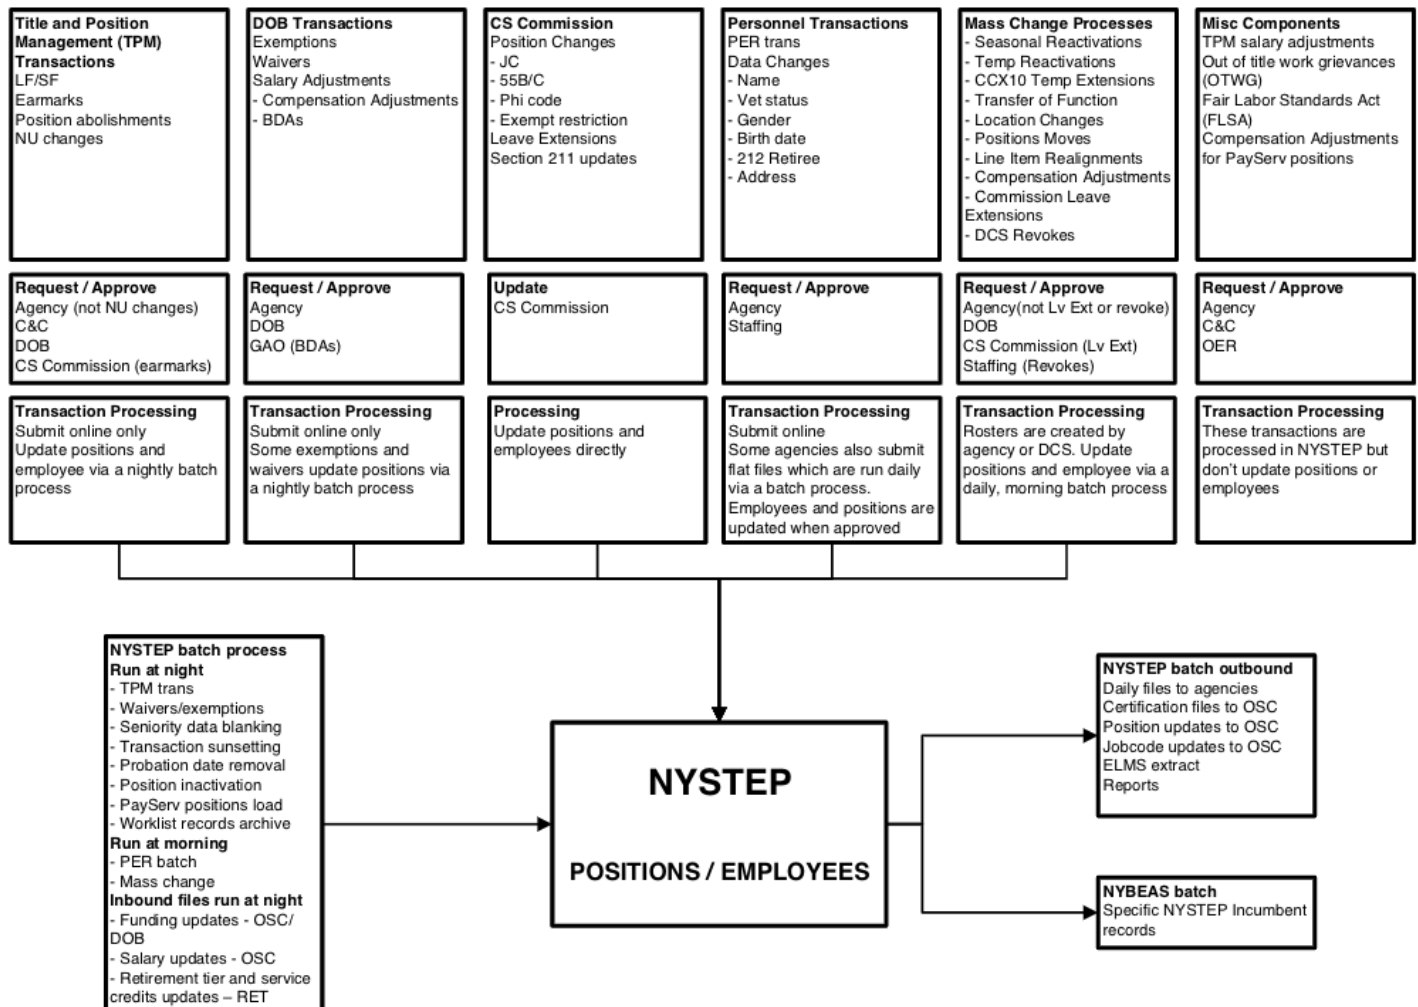 Title and Position
Management (TPM)
Transactions
LF/SF
Earmarks
Position abolishments
NU changes
DOB Transactions
Exemptions
Waivers
Salary Adjustments
- Compensation Adjustments
- BDAs
CS Commission
Position Changes
- JC
- 55B/C
- Phi code
- Exempt restriction
Leave Extensions
Section 211 updates
Personnel Transactions
PER trans
Data Changes
- Name
- Vet status
- Gender
- Birth date
- 212 Retiree
- Address
Mass Change Processes
- Seasonal Reactivations
- Temp Reactivations
- CCX10 Temp Extensions
- Transfer of Function
- Location Changes
- Positions Moves
- Line Item Realignments
- Compensation Adjustments
- Commission Leave
Extensions
- DCS Revokes
Misc Components
TPM salary adjustments
Out of title work grievances
(OTWG)
Fair Labor Standards Act
(FLSA)
Compensation Adjustments
for PayServ positions
Request / Approve
Agency (not NU changes)
C&C
DOB
CS Commission (earmarks)
Request / Approve
Agency
DOB
GAO (BDAs)
Update
CS Commission
Request / Approve
Agency
Staffing
Request / Approve
Agency(not Lv Ext or revoke)
DOB
CS Commission (Lv Ext)
Staffing (Revokes)
Request / Approve
Agency
C&C
OER
Transaction Processing
Submit online only
Update positions and
employee via a nightly batch
process
Transaction Processing
Submit online only
Some exemptions and
waivers update positions via
a nightly batch process
Processing
Update positions and
employees directly
Transaction Processing
Submit online
Some agencies also submit
flat files which are run daily
via a batch process.
Employees and positions are
updated when approved
Transaction Processing
Rosters are created by
agency or DCS. Update
positions and employee via a
daily, morning batch process
Transaction Processing
These transactions are
processed in NYSTEP but
don't update positions or
employees
NYSTEP batch process
Run at night
- TPM trans
- Waivers/exemptions
- Seniority data blanking
- Transaction sunsetting
- Probation date removal
- Position inactivation
- PayServ positions load
- Worklist records archive
Run at morning
- PER batch
- Mass change
Inbound files run at night
- Funding updates - OSC/
DOB
- Salary updates - OSC
- Retirement tier and service
credits updates – RET
NYSTEP
POSITIONS / EMPLOYEES
NYSTEP batch outbound
Daily files to agencies
Certification files to OSC
Position updates to OSC
Jobcode updates to OSC
ELMS extract
Reports
NYBEAS batch
Specific NYSTEP Incumbent
records